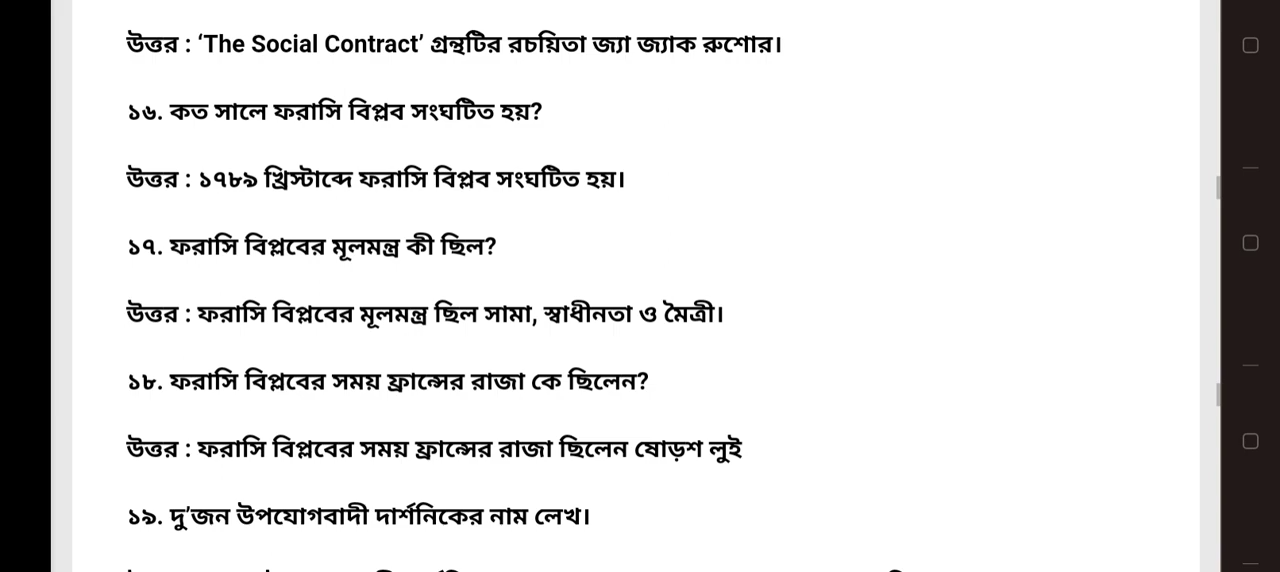 উত্তর : ‘The Social Contract’ গ্রন্থটির রচয়িতা জ্যা জ্যাক রুশোর।
১৬. কত সালে ফরাসি বিপ্লব সংঘটিত হয়?
উত্তর : ১৭৮৯ খ্রিস্টাব্দে ফরাসি বিপ্লব সংঘটিত হয়।
১৭. ফরাসি বিপ্লবের মূলমন্ত্র কী ছিল?
উত্তর : ফরাসি বিপ্লবের মূলমন্ত্র ছিল সামা, স্বাধীনতা ও মৈত্রী।
১৮. ফরাসি বিপ্লবের সময় ফ্রান্সের রাজা কে ছিলেন?
উত্তর : ফরাসি বিপ্লবের সময় ফ্রান্সের রাজা ছিলেন ষোড়শ লুই
১৯. দু’জন উপযোগবাদী দার্শনিকের নাম লেখ।